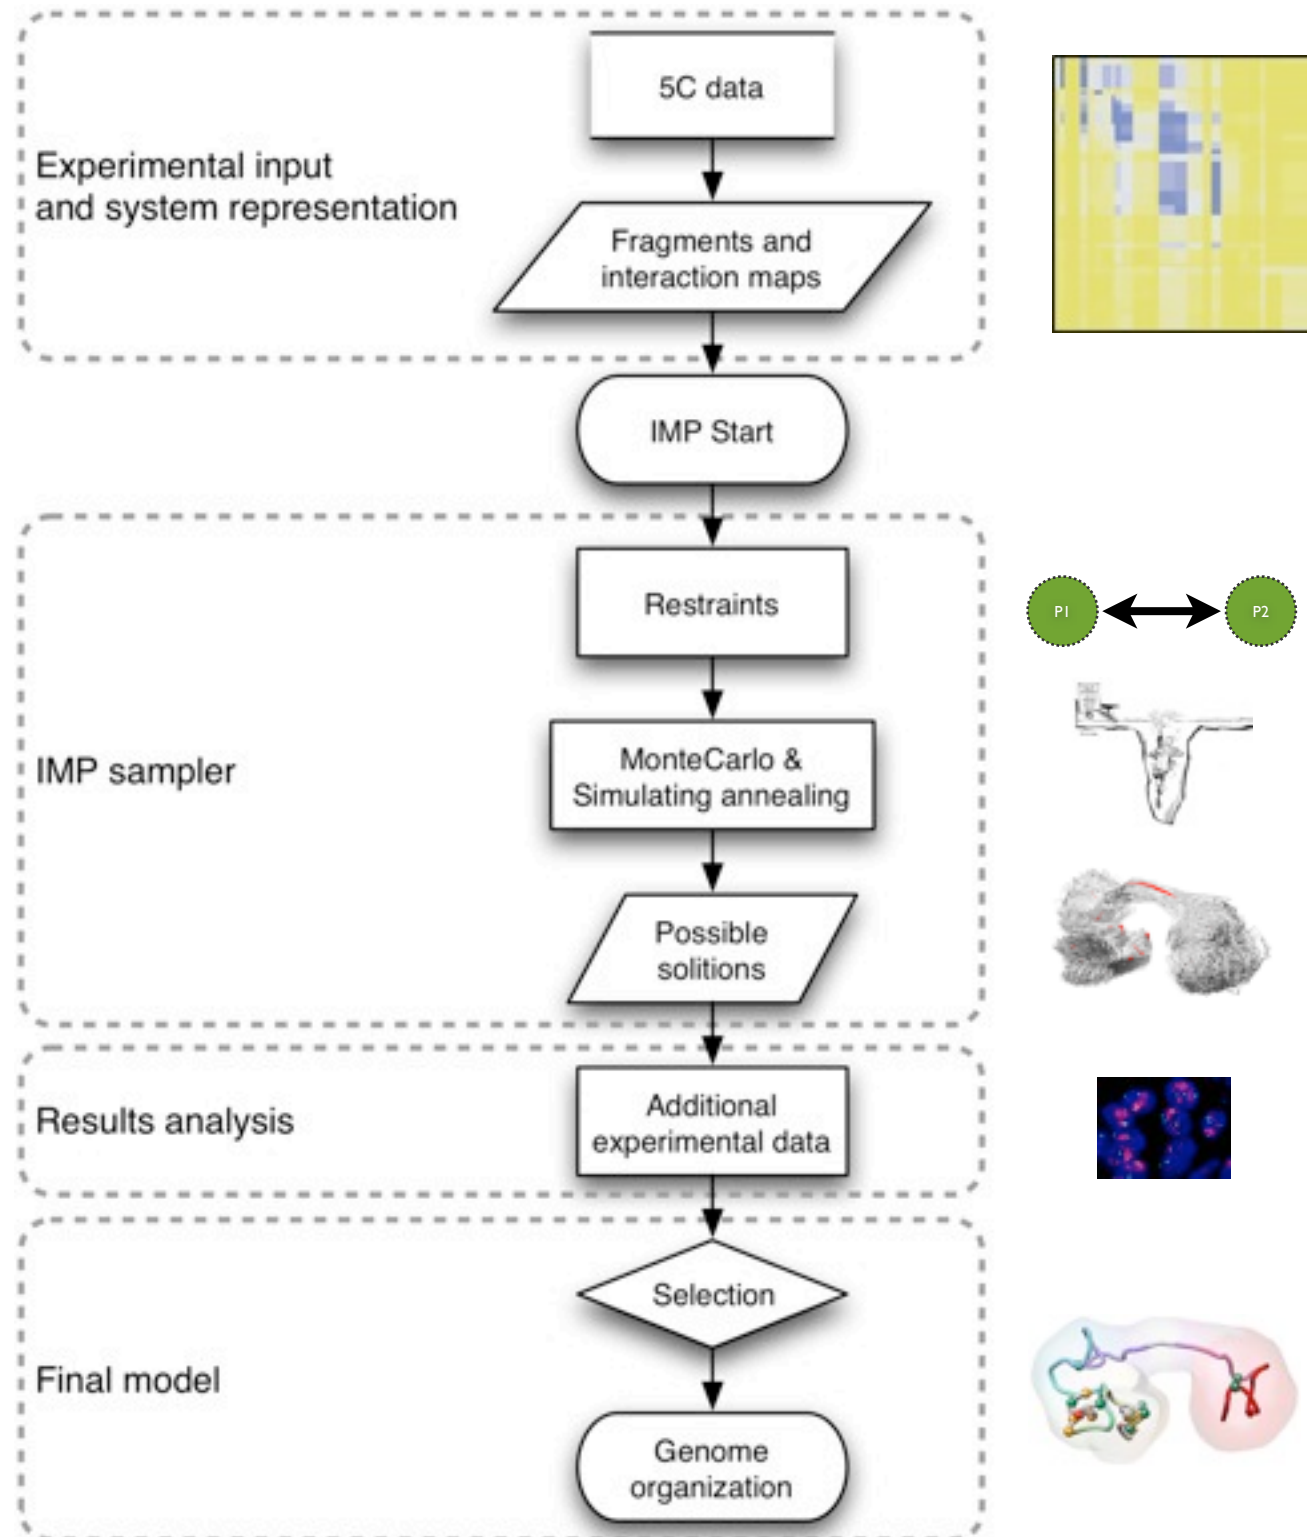 5C data
Experimental input
and system representation
Fragments and
interaction maps
IMP Start
Restraints
P1
P2
IMP sampler
MonteCarlo &
Simulating annealing
Possible
solitions
Results analysis
Additional
experimental data
Selection
Final model
Genome
organization